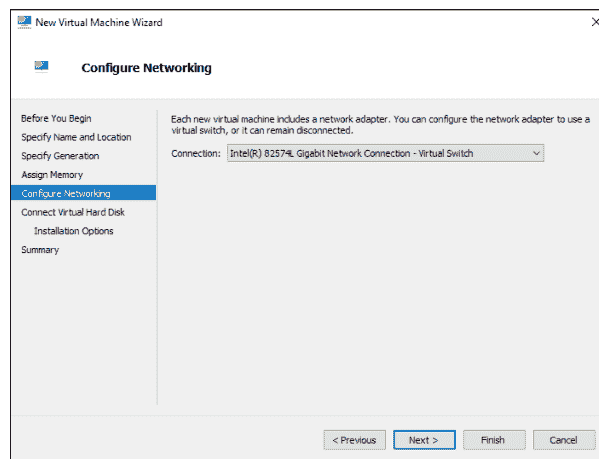 New Virtual Machine Wizard
Configure Networking
Before You Begin
Specify Name and Location
Specify Generation
Assign Memory
Configure Networking
Connect Virtual Hard Disk
Installation Options
Summary
Each new virtual machine includes a network adapter. You can configure the network adapter to use a
virtual switch, or it can remain disconnected.
Connection: Intel(R) 82574L Gigabit Network Connection - Virtual Switch
< Previous Next > Finish Cancel